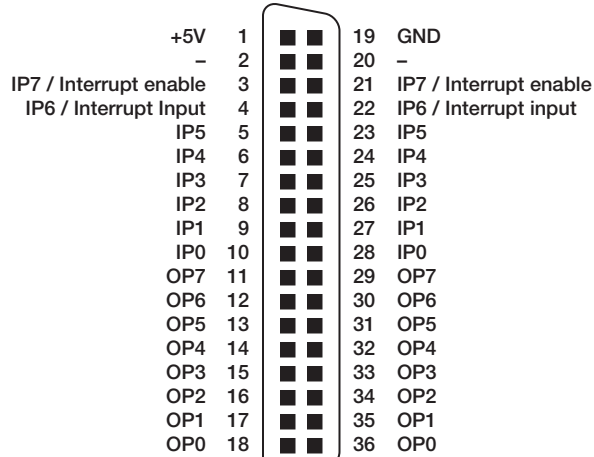 +5V 1 19 GND
– 2 20 –
IP7 / Interrupt enable 3 21 IP7 / Interrupt enable
IP6 / Interrupt Input 4 22 IP6 / Interrupt input
IP5 5 23 IP5
IP4 6 24 IP4
IP3 7 25 IP3
IP2 8 26 IP2
IP1 9 27 IP1
IP0 10 28 IP0
OP7 11 29 OP7
OP6 12 30 OP6
OP5 13 31 OP5
OP4 14 32 OP4
OP3 15 33 OP3
OP2 16 34 OP2
OP1 17 35 OP1
OP0 18 36 OP0